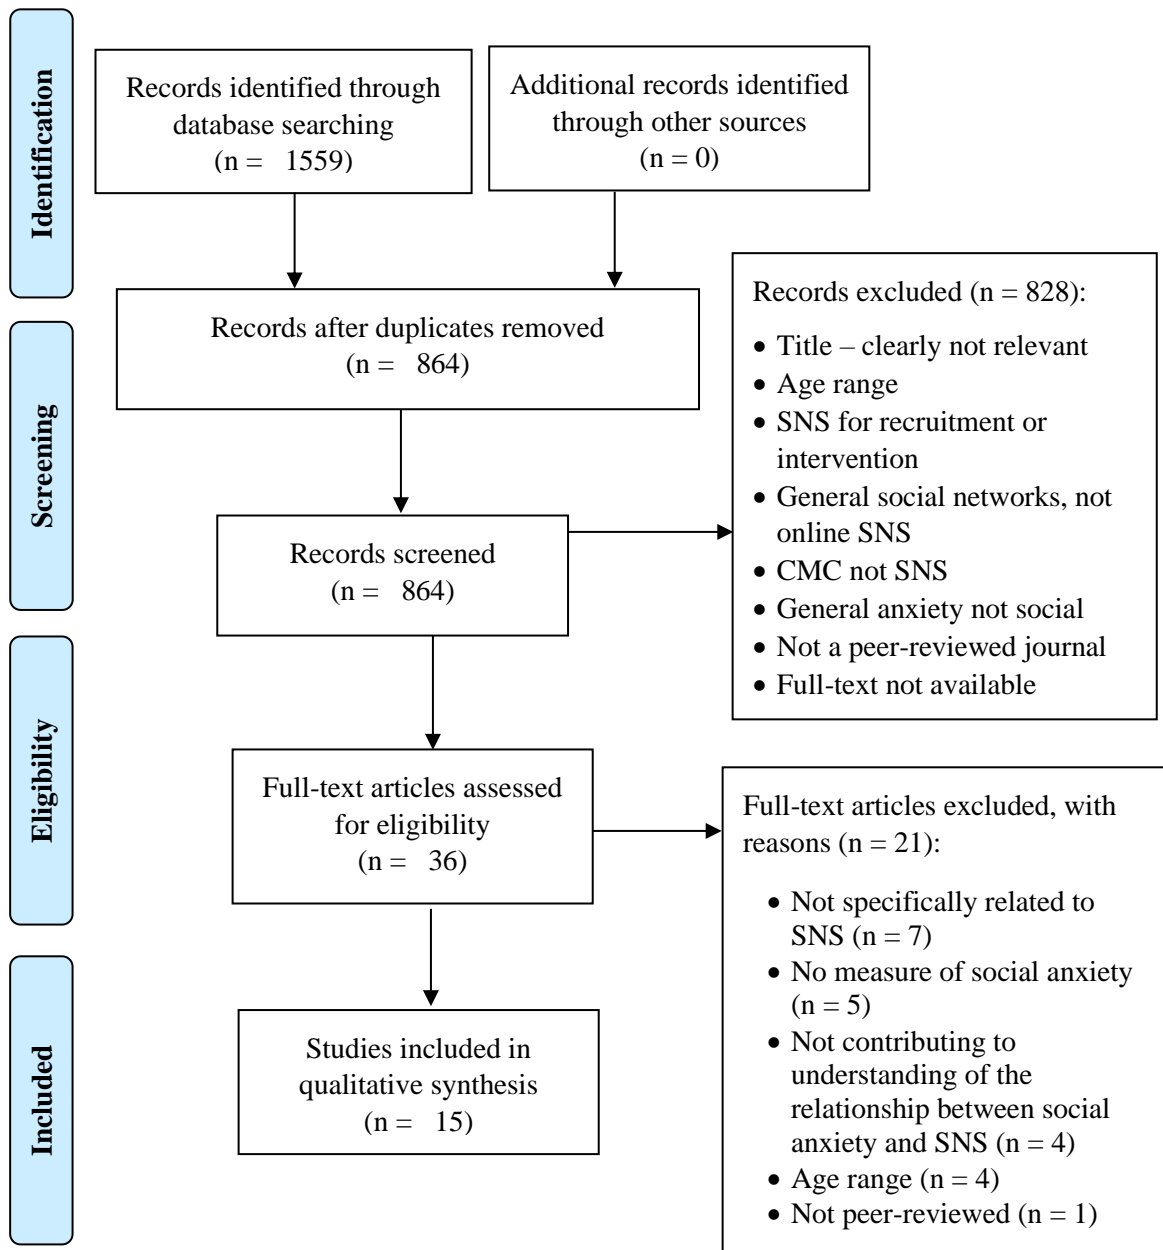 Identification
Records identified through
database searching
(n = 1559)
Additional records identified
through other sources
(n = 0)
Records after duplicates removed
(n = 864)
Screening
Records screened
(n = 864)
Records excluded (n = 828):
• Title – clearly not relevant
• Age range
• SNS for recruitment or
intervention
• General social networks, not
online SNS
• CMC not SNS
• General anxiety not social
• Not a peer-reviewed journal
• Full-text not available
Eligibility
Full-text articles assessed
for eligibility
(n = 36)
Full-text articles excluded, with
reasons (n = 21):
• Not specifically related to
SNS (n = 7)
• No measure of social anxiety
(n = 5)
• Not contributing to
understanding of the
relationship between social
anxiety and SNS (n = 4)
• Age range (n = 4)
• Not peer-reviewed (n = 1)
Included
Studies included in
qualitative synthesis
(n = 15)